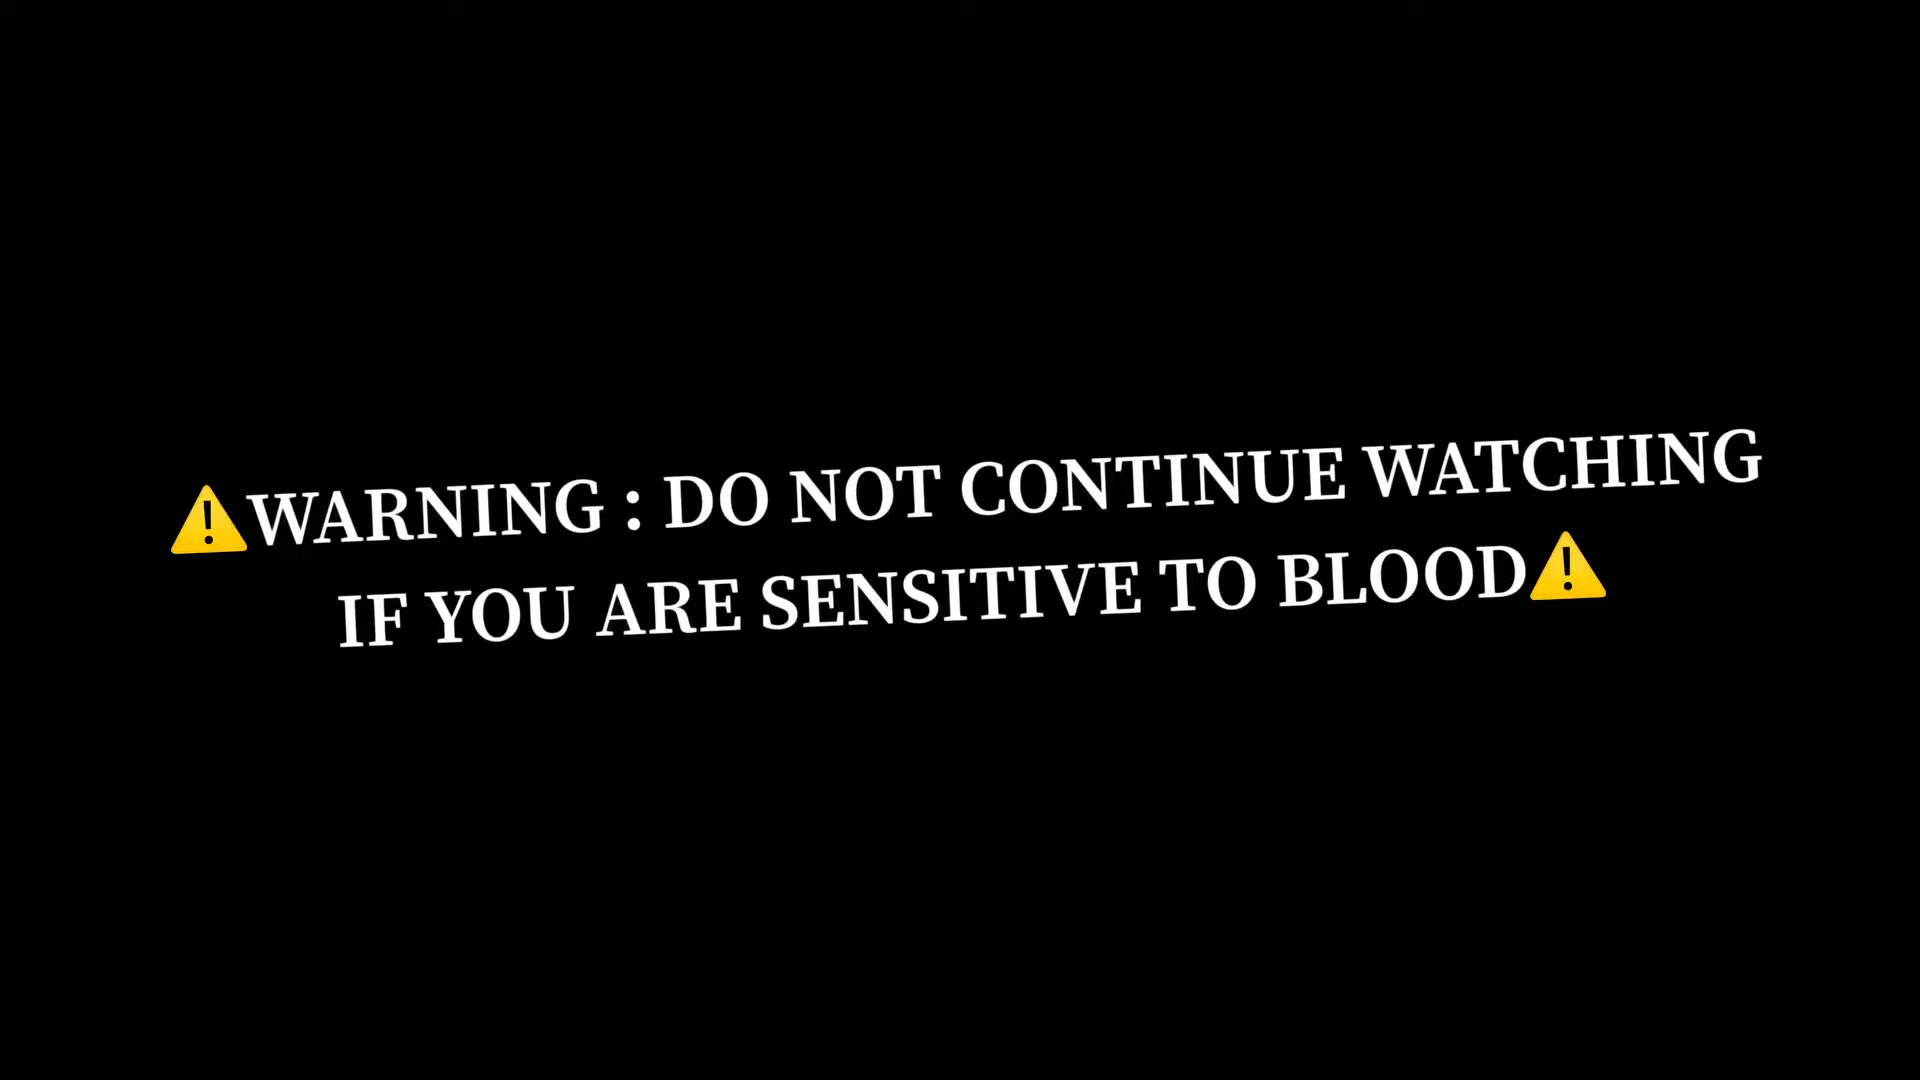 ⚠️WARNING : DO NOT CONTINUE WATCHING
IF YOU ARE SENSITIVE TO BLOOD⚠️